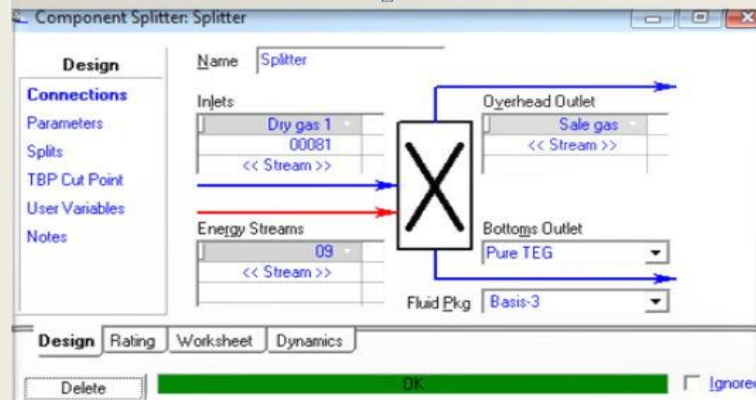 Component Splitter: Splitter
Design
Connections
Parameters
Splits
TBP Cut Point
User Variables
Notes
Name Splitter
Inlets
Dry gas 1
00081
<< Stream >>
Energy Streams
09
<< Stream >>
Overhead Outlet
Sale gas
<< Stream >>
Bottoms Outlet
Pure TEG
Fluid Pkg Basis-3
Design Rating Worksheet Dynamics
Delete OK Ignored